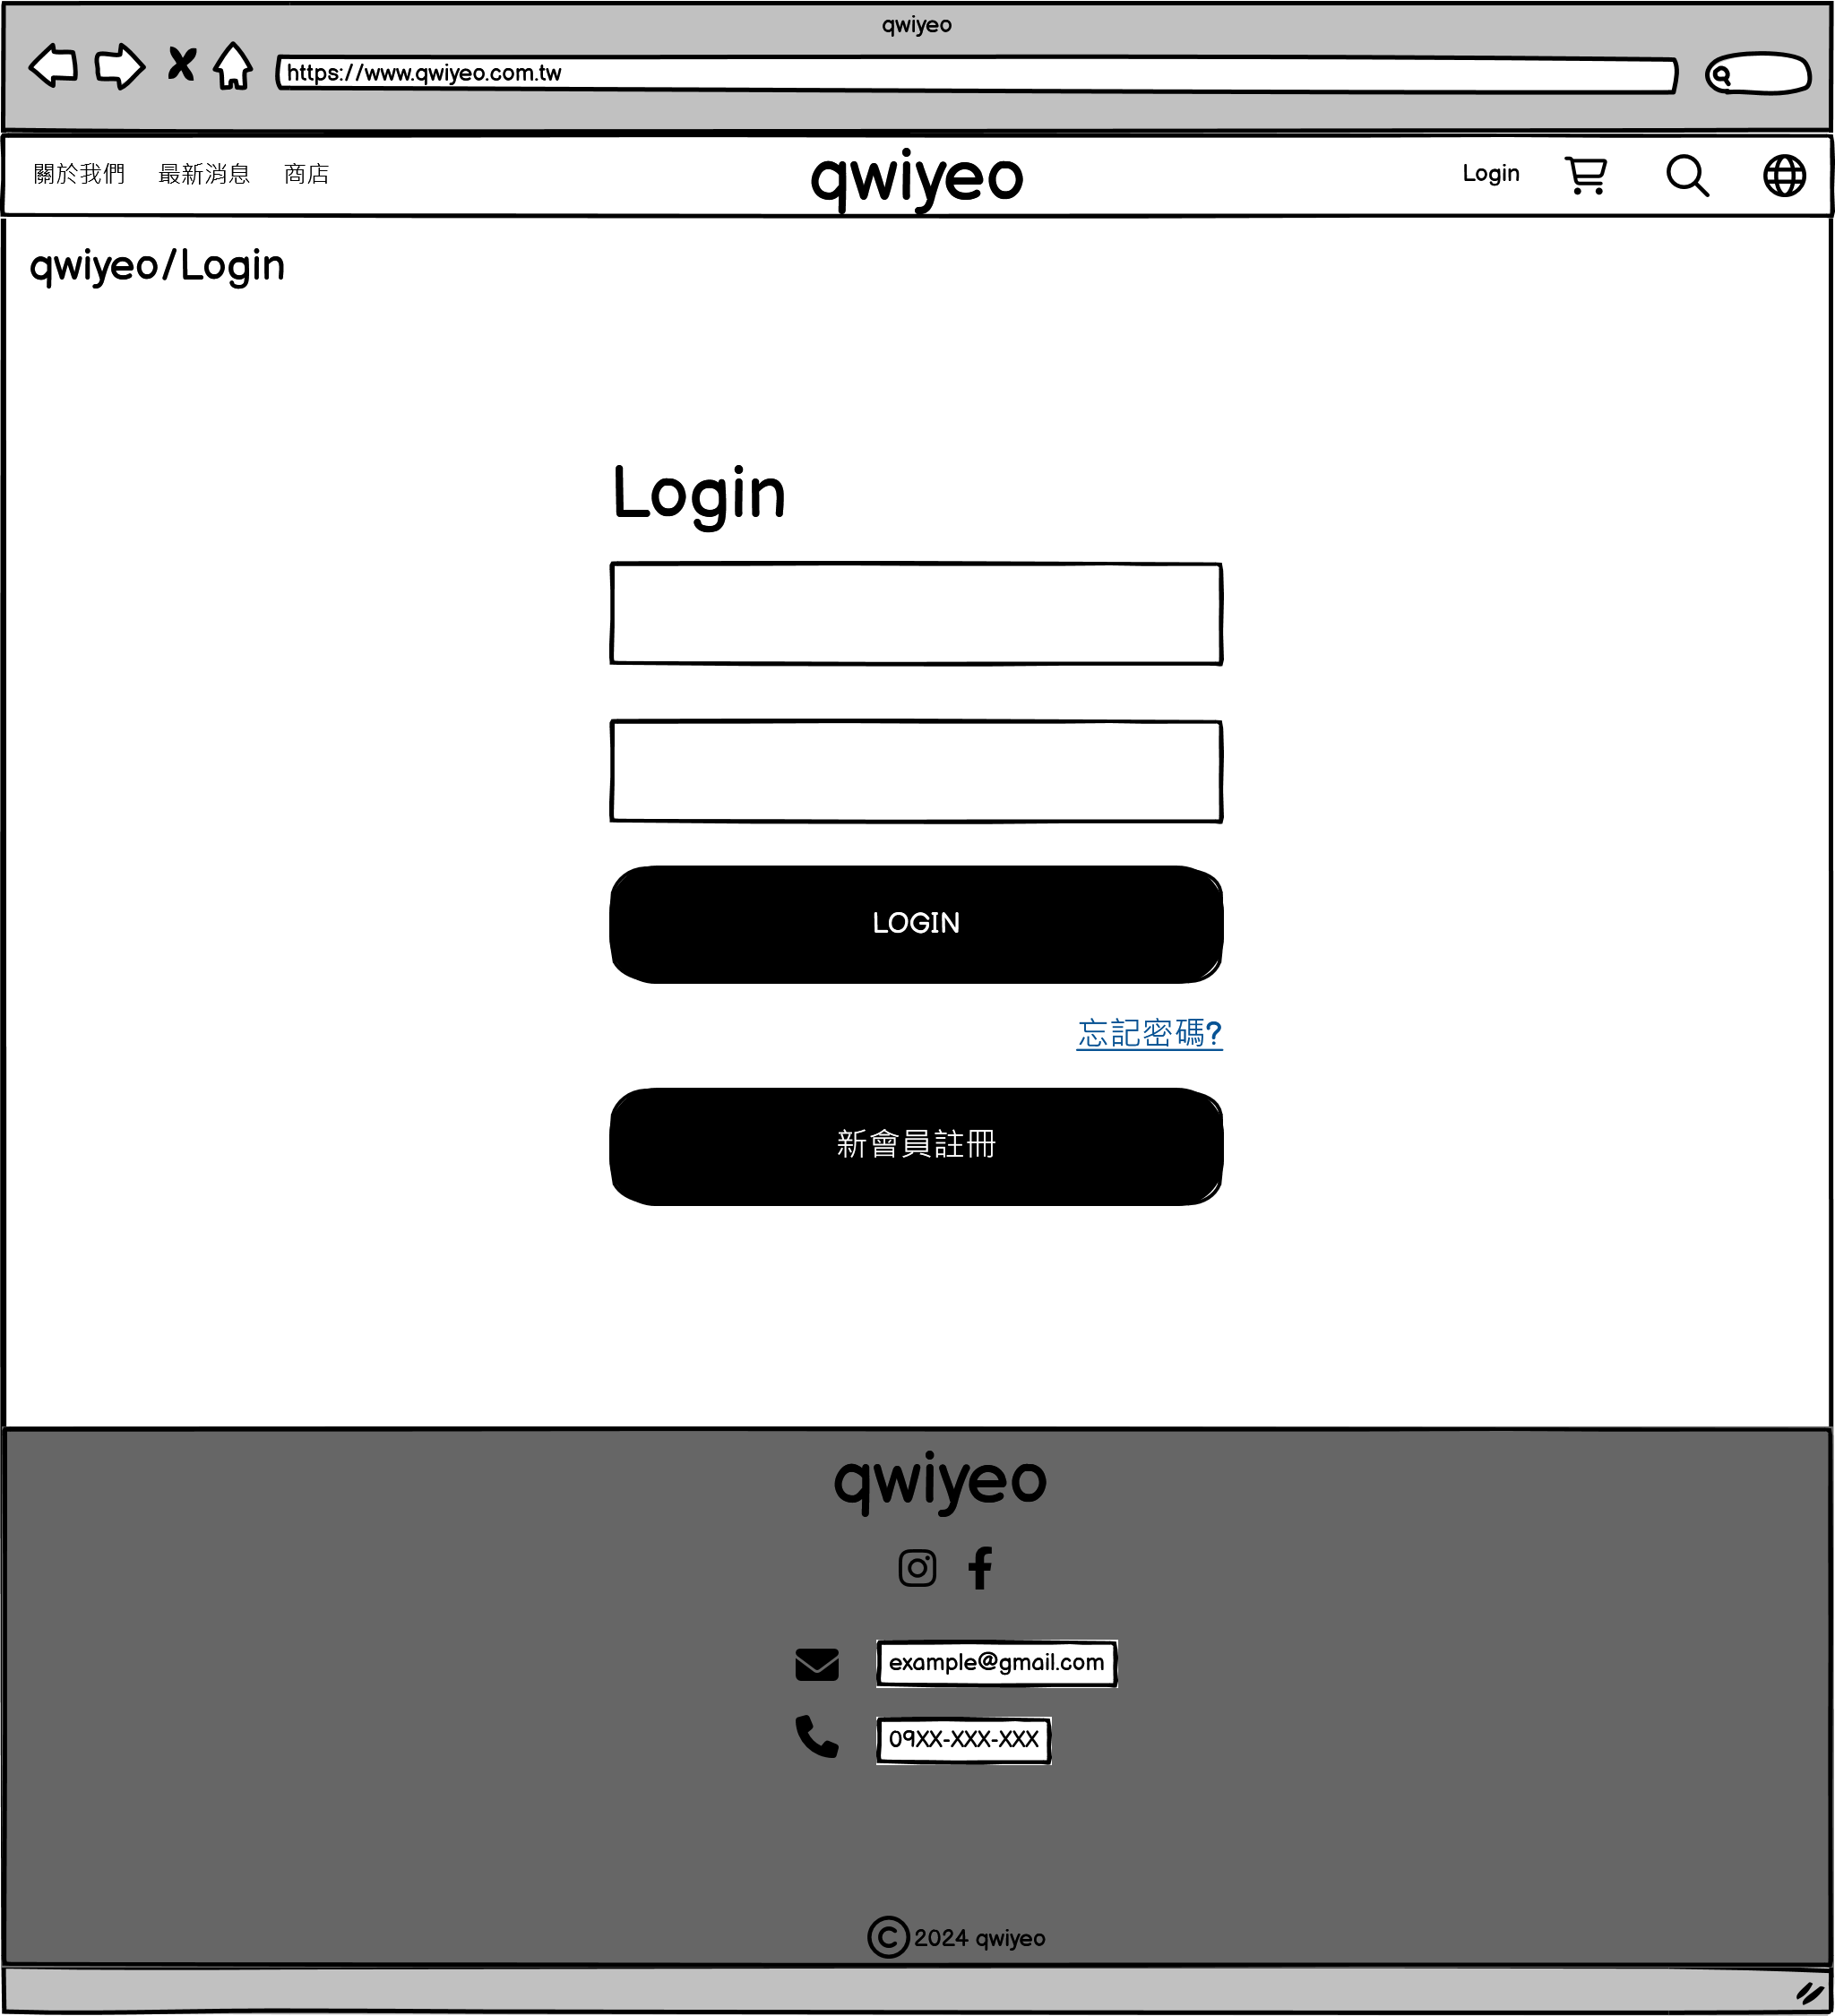 qwiyeo
https://www.qwiyeo.com.tw
關於我們 最新消息 商店 qwiyeo Login
qwiyeo/Login
Login
LOGIN
忘記密碼?
新會員註冊
qwiyeo
example@gmail.com
09XX-XXX-XXX
©2024 qwiyeo